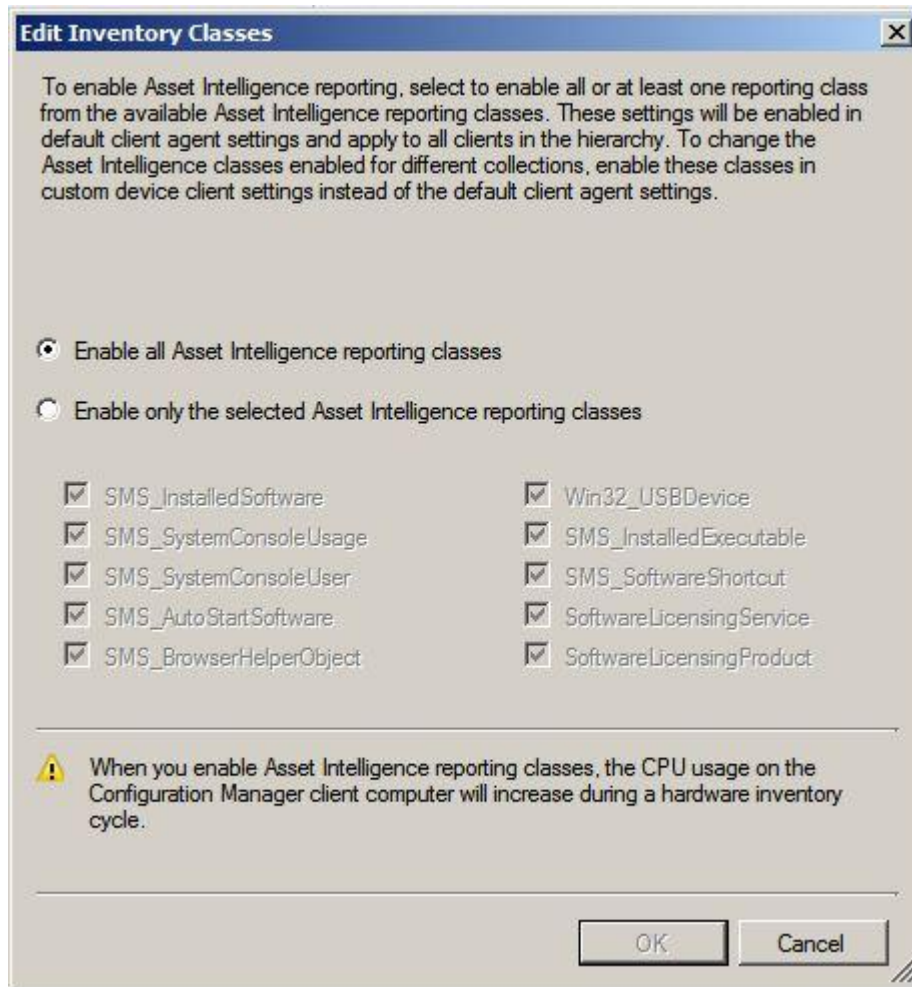 Edit Inventory Classes
To enable Asset Intelligence reporting, select to enable all or at least one reporting class
from the available Asset Intelligence reporting classes. These settings will be enabled in
default client agent settings and apply to all clients in the hierarchy. To change the
Asset Intelligence classes enabled for different collections, enable these classes in
custom device client settings instead of the default client agent settings.
Enable all Asset Intelligence reporting classes
Enable only the selected Asset Intelligence reporting classes
SMS_InstalledSoftware
SMS_SystemConsoleUsage
SMS_SystemConsoleUser
SMS_AutoStartSoftware
SMS_BrowserHelperObject
Win32_USBDevice
SMS_InstalledExecutable
SMS_SoftwareShortcut
SoftwareLicensingService
SoftwareLicensingProduct
When you enable Asset Intelligence reporting classes, the CPU usage on the
Configuration Manager client computer will increase during a hardware inventory
cycle.
OK
Cancel